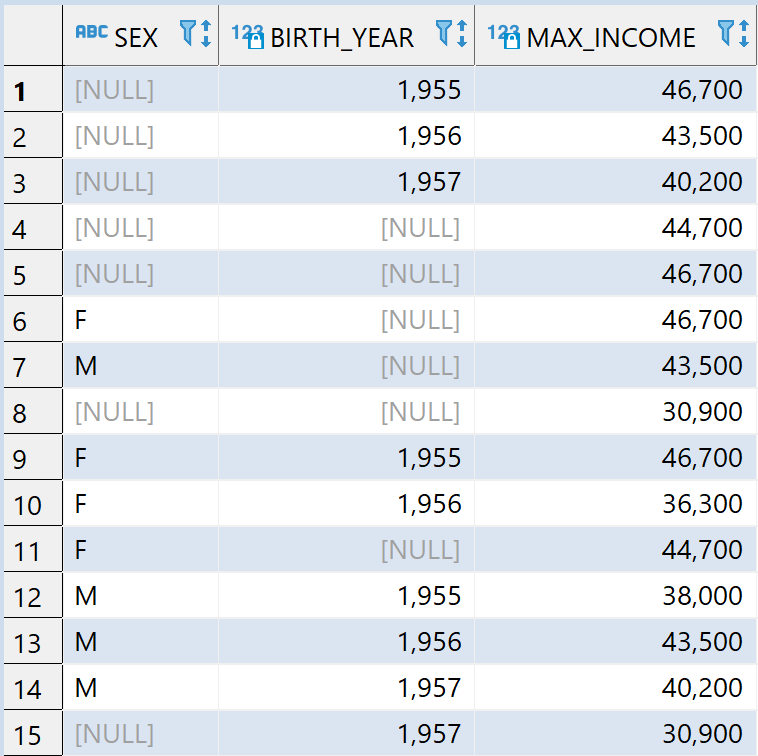 ABC SEX 123 BIRTH_YEAR 123 MAX_INCOME
1 [NULL] 1,955 46,700
2 [NULL] 1,956 43,500
3 [NULL] 1,957 40,200
4 [NULL] [NULL] 44,700
5 [NULL] [NULL] 46,700
6 F [NULL] 46,700
7 M [NULL] 43,500
8 [NULL] [NULL] 30,900
9 F 1,955 46,700
10 F 1,956 36,300
11 F [NULL] 44,700
12 M 1,955 38,000
13 M 1,956 43,500
14 M 1,957 40,200
15 [NULL] 1,957 30,900